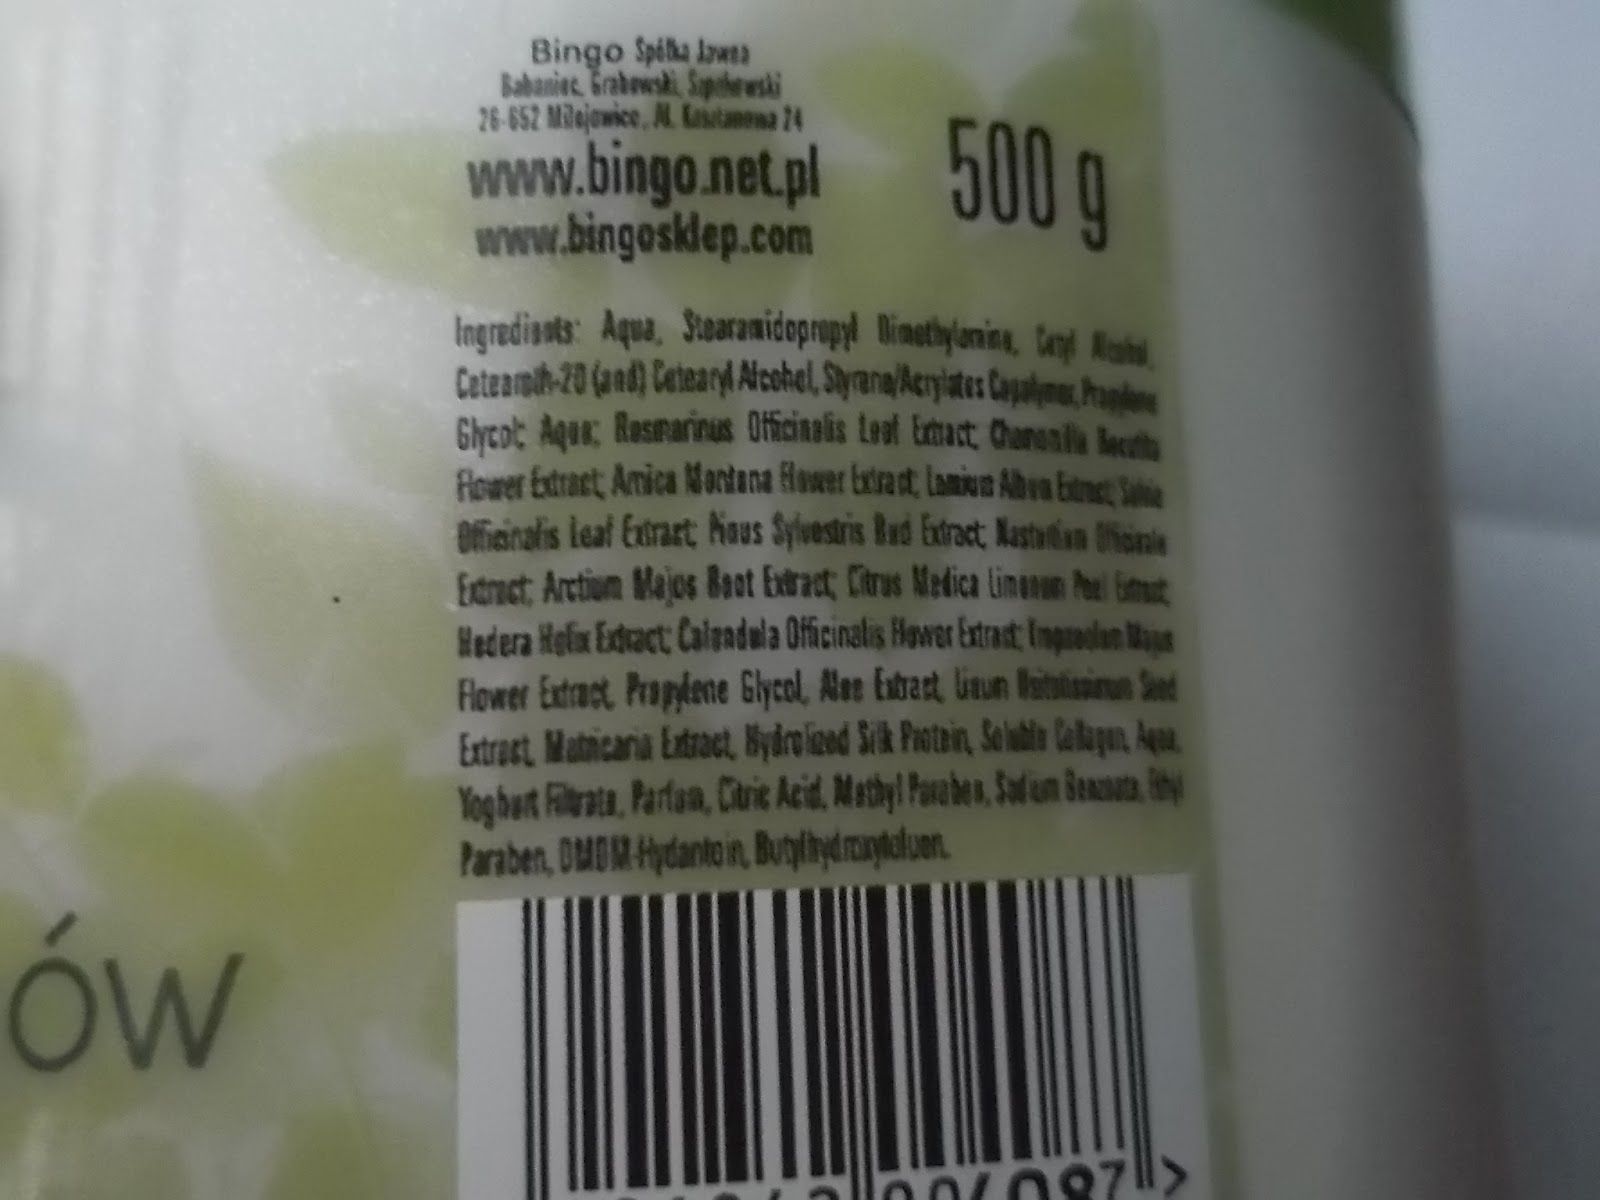 Bingo Spółka Jawna
Babaniec, Grabowski, Sapińkowski
26-652 Milejowice, Al. Kasztanowa 24
www.bingo.net.pl
www.bingosklep.com
500 g
Ingredients: Aqua, Stearamidopropyl Dimethylamine, Cetyl Alcohol,
Ceteareth-20 (and) Cetearyl Alcohol, Styrene/Acrylates Copolymer, Propylene
Glycol; Aqua; Rosmarinus Officinalis Leaf Extract; Chamomilla Recutita
Flower Extract; Arnica Montana Flower Extract; Lamium Album Extract; Salvia
Officinalis Leaf Extract; Pinus Sylvestris Bud Extract; Nasturtium Officinale
Extract; Arctium Majus Root Extract; Citrus Medica Limonum Peel Extract;
Hedera Helix Extract; Calendula Officinalis Flower Extract; Tropaeolum Majus
Flower Extract, Propylene Glycol, Aloe Extract, Linum Usitatissimum Seed
Extract, Matricaria Extract, Hydrolized Silk Protein, Soluble Collagen, Aqua,
Yoghurt Filtrate, Parfum, Citric Acid, Methyl Paraben, Sodium Benzoate, Ethyl
Paraben, DMDM-Hydantoin, Butylhydroxytoluen.
ÓW